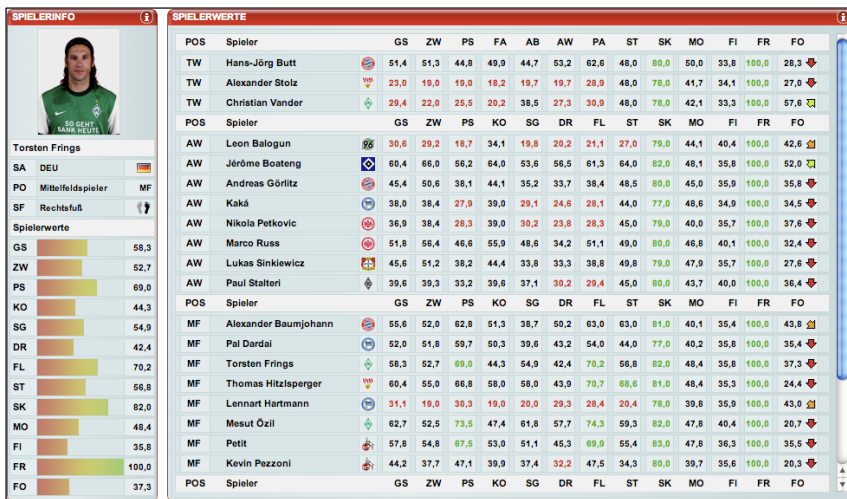 SPIELERINFO
SO GEHT
BANK HEUTE
Torsten Frings
SA DEU
PO Mittelfeldspieler MF
SF Rechtsfuß
Spielerwerte
GS 58,3
ZW 52,7
PS 69,0
KO 44,3
SG 54,9
DR 42,4
FL 70,2
ST 56,8
SK 82,0
MO 48,4
FI 35,8
FR 100,0
FO 37,3
SPIELERWERTE
POS Spieler GS ZW PS FA AB AW PA ST SK MO FI FR FO
TW Hans-Jörg Butt 51,4 51,3 44,8 49,9 44,7 53,2 62,6 48,0 80,0 50,0 33,8 100,0 28,3
TW Alexander Stolz 23,0 19,0 19,0 18,2 19,7 19,7 28,9 48,0 78,0 41,7 34,1 100,0 27,0
TW Christian Vander 29,4 22,0 25,5 20,2 38,5 27,3 30,9 48,0 78,0 42,1 33,3 100,0 57,6
POS Spieler GS ZW PS KO SG DR FL ST SK MO FI FR FO
AW Leon Balogun 96 30,6 29,2 18,7 34,1 19,8 20,2 21,1 27,0 79,0 44,1 40,4 100,0 42,6
AW Jérôme Boateng 60,4 66,0 56,2 64,0 53,6 56,5 61,3 64,0 82,0 48,1 35,8 100,0 52,0
AW Andreas Görlitz 45,4 50,6 38,1 44,1 35,2 33,7 38,4 48,5 80,0 45,0 35,9 100,0 35,8
AW Kaká 38,0 38,4 27,9 39,0 29,1 24,6 28,1 44,0 77,0 48,6 34,9 100,0 34,5
AW Nikola Petkovic 36,9 38,4 28,3 39,0 30,2 23,8 28,3 45,0 79,0 40,0 35,7 100,0 37,6
AW Marco Russ 51,8 56,4 46,6 55,9 48,6 34,2 51,1 49,0 80,0 46,8 40,1 100,0 32,4
AW Lukas Sinkiewicz 45,6 51,2 38,2 44,4 33,8 33,3 38,8 49,8 79,0 47,9 35,7 100,0 27,6
AW Paul Stalteri 39,6 39,3 33,2 39,6 37,1 30,2 29,4 45,0 80,0 43,7 40,0 100,0 36,4
POS Spieler GS ZW PS KO SG DR FL ST SK MO FI FR FO
MF Alexander Baumjohann 55,6 52,0 62,8 51,3 38,7 50,2 63,0 63,0 81,0 40,1 35,4 100,0 43,8
MF Pal Dardai 52,0 51,8 59,7 50,3 39,6 43,2 54,0 44,0 77,0 40,2 35,8 100,0 35,4
MF Torsten Frings 58,3 52,7 69,0 44,3 54,9 42,4 70,2 56,8 82,0 48,4 35,8 100,0 37,3
MF Thomas Hitzlsperger 60,4 55,0 66,8 58,0 58,0 43,9 70,7 68,6 81,0 48,4 35,3 100,0 24,4
MF Lennart Hartmann 31,1 19,0 30,3 19,0 20,0 29,3 28,4 20,4 78,0 39,8 35,9 100,0 43,0
MF Mesut Özil 62,7 52,5 73,5 47,4 61,8 57,7 74,3 59,3 82,0 47,8 40,4 100,0 20,7
MF Petit 57,8 54,8 67,5 53,0 51,1 45,3 69,9 55,4 83,0 47,8 36,3 100,0 35,5
MF Kevin Pezzoni 44,2 37,7 47,1 39,9 37,4 32,2 47,5 34,3 80,0 39,7 35,6 100,0 20,3
POS Spieler GS ZW PS KO SG DR FL ST SK MO FI FR FO